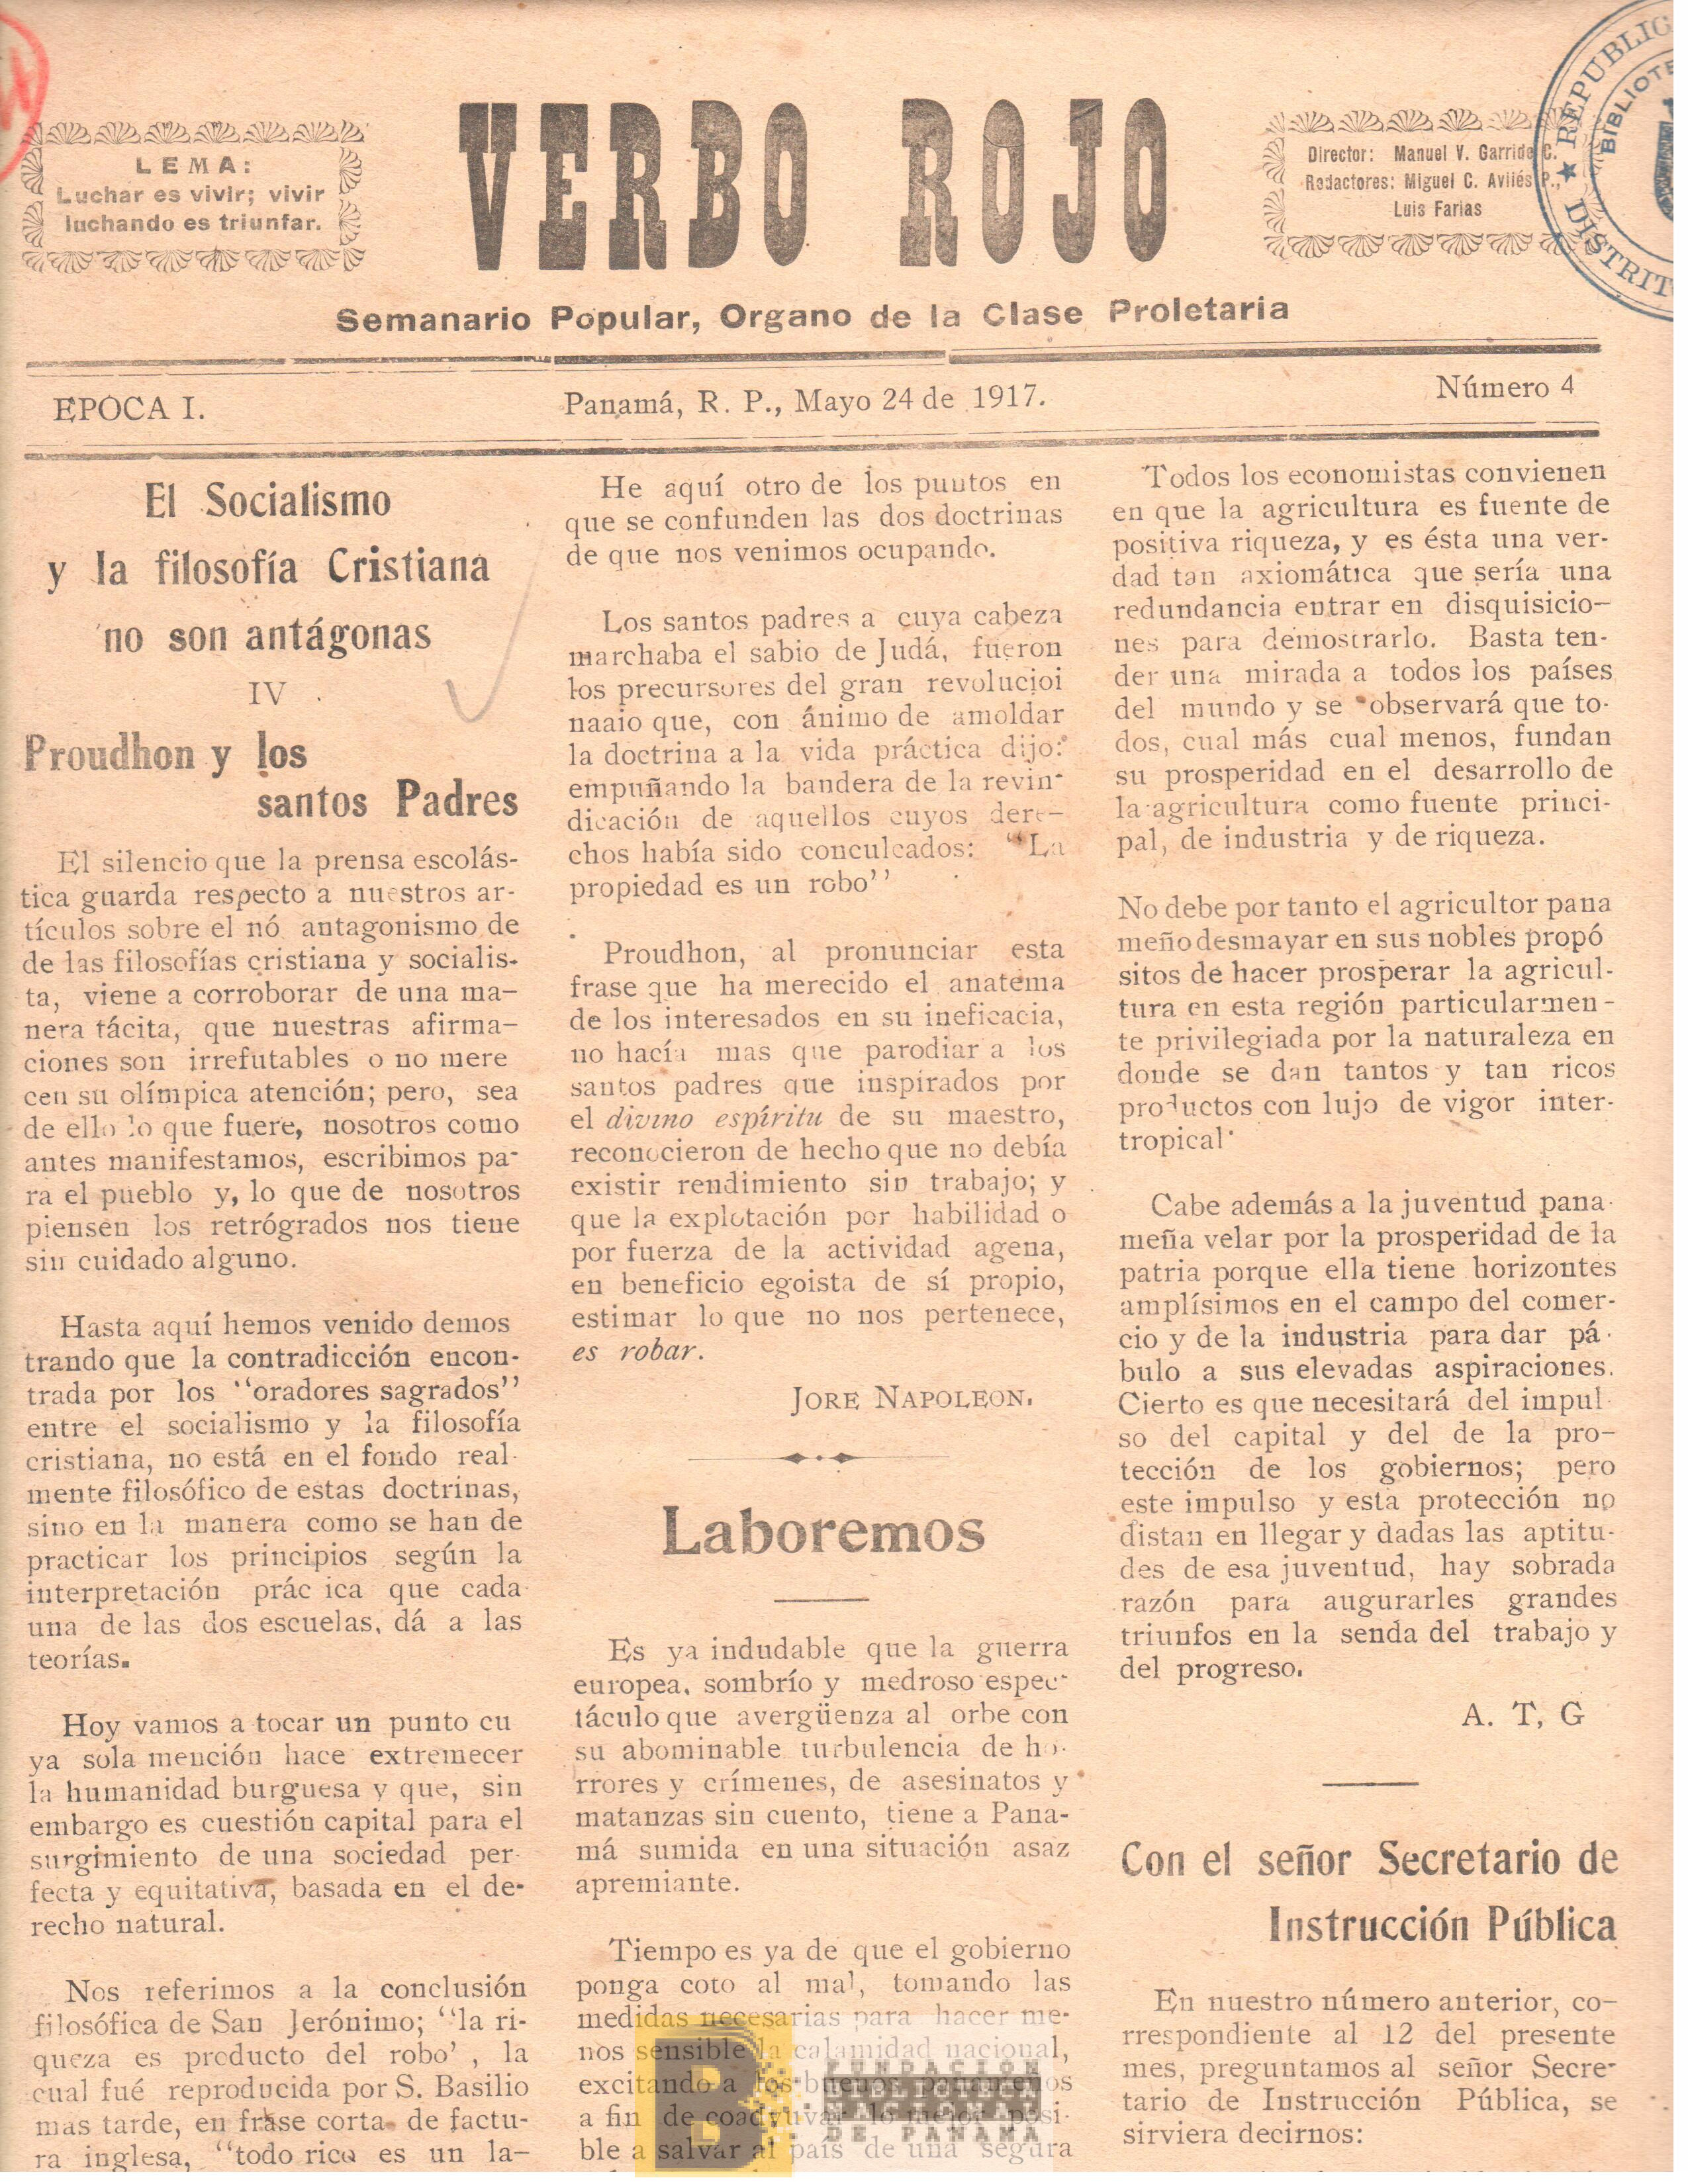 LEMA:
Luchar es vivir; vivir
luchando es triunfar.
VERBO ROJO
Director: Manuel V. Garrido C.
Redactores: Miguel C. Avilés P.,
Luis Farias
REPUBLIC
BIBLIOTE
DISTRIT
Semanario Popular, Organo de la Clase Proletaria
EPOCA I.
Panamá, R. P., Mayo 24 de 1917.
Número 4
El Socialismo
y la filosofía Cristiana
no son antágonas
IV
Proudhon y los
santos Padres
El silencio que la prensa escolás-
tica guarda respecto a nuestros ar-
tículos sobre el nó antagonismo de
de las filosofías cristiana y socialis-
ta, viene a corroborar de una ma-
nera tácita, que nuestras afirma-
ciones son irrefutables o no mere
cen su olímpica atención; pero, sea
de ello lo que fuere, nosotros como
antes manifestamos, escribimos pa-
ra el pueblo y, lo que de nosotros
piensen los retrógrados nos tiene
sin cuidado alguno.
Hasta aquí hemos venido demos
trando que la contradicción encon-
trada por los "oradores sagrados"
entre el socialismo y la filosofía
cristiana, no está en el fondo real-
mente filosófico de estas doctrinas,
sino en la manera como se han de
practicar los principios según la
interpretación prác ica que cada
una de las dos escuelas, dá a las
teorías.
Hoy vamos a tocar un punto cu
ya sola mención hace extremecer
la humanidad burguesa y que, sin
embargo es cuestión capital para el
surgimiento de una sociedad per-
fecta y equitativa, basada en el de-
recho natural.
Nos referimos a la conclusión
filosófica de San Jerónimo; "la ri-
queza es producto del robo' , la
cual fué reproducida por S. Basilio
mas tarde, en frase corta de factu-
ra inglesa, "todo rico es un la-
He aquí otro de los puutos en
que se confunden las dos doctrinas
de que nos venimos ocupando.
Los santos padres a cuya cabeza
marchaba el sabio de Judá, fueron
los precursores del gran revolucioi
naaio que, con ánimo de amoldar
la doctrina a la vida práctica dijo:
empuñando la bandera de la revin-
dicación de aquellos cuyos dere-
chos había sido conculcados: "La
propiedad es un robo"
Proudhon, al pronunciar esta
frase que ha merecido el anatema
de los interesados en su ineficacia,
no hacía mas que parodiar a los
santos padres que inspirados por
el divino espíritu de su maestro,
reconocieron de hecho que no debía
existir rendimiento sin trabajo; y
que la explotación por habilidad o
por fuerza de la actividad agena,
en beneficio egoista de sí propio,
estimar lo que no nos pertenece,
es robar.
JORE NAPOLEON.
Laboremos
Es ya indudable que la guerra
europea, sombrío y medroso espec-
táculo que avergüenza al orbe con
su abominable turbulencia de ho-
rrores y crímenes, de asesinatos y
matanzas sin cuento, tiene a Pana-
má sumida en una situación asaz
apremiante.
Tiempo es ya de que el gobierno
ponga coto al mal, tomando las
medidas necesarias para hacer me-
nos sensible la calamidad nacional,
excitando a los buenos panameños
a fin de coadyuvar lo mejor posi-
ble a salvar al país de una segura
Todos los economistas convienen
en que la agricultura es fuente de
positiva riqueza, y es ésta una ver-
dad tan axiomática que sería una
redundancia entrar en disquisicio-
nes para demostrarlo. Basta ten-
der una mirada a todos los países
del mundo y se observará que to-
dos, cual más cual menos, fundan
su prosperidad en el desarrollo de
la agricultura como fuente princi-
pal, de industria y de riqueza.
No debe por tanto el agricultor pana
meño desmayar en sus nobles propó
sitos de hacer prosperar la agricul-
tura en esta región particularmen-
te privilegiada por la naturaleza en
donde se dan tantos y tan ricos
productos con lujo de vigor inter-
tropical
Cabe además a la juventud pana-
meña velar por la prosperidad de la
patria porque ella tiene horizontes
amplísimos en el campo del comer-
cio y de la industria para dar pá-
bulo a sus elevadas aspiraciones.
Cierto es que necesitará del impul-
so del capital y del de la pro-
tección de los gobiernos; pero
este impulso y esta protección no
distan en llegar y dadas las aptitu-
des de esa juventud, hay sobrada
razón para augurarles grandes
triunfos en la senda del trabajo y
del progreso.
A. T, G
Con el señor Secretario de
Instrucción Pública
En nuestro número anterior, co-
rrespondiente al 12 del presente
mes, preguntamos al señor Secre-
tario de Instrucción Pública, se
sirviera decirnos:
FUNDACIÓN
BIBLIOTECA
NACIONAL
DE PANAMÁ